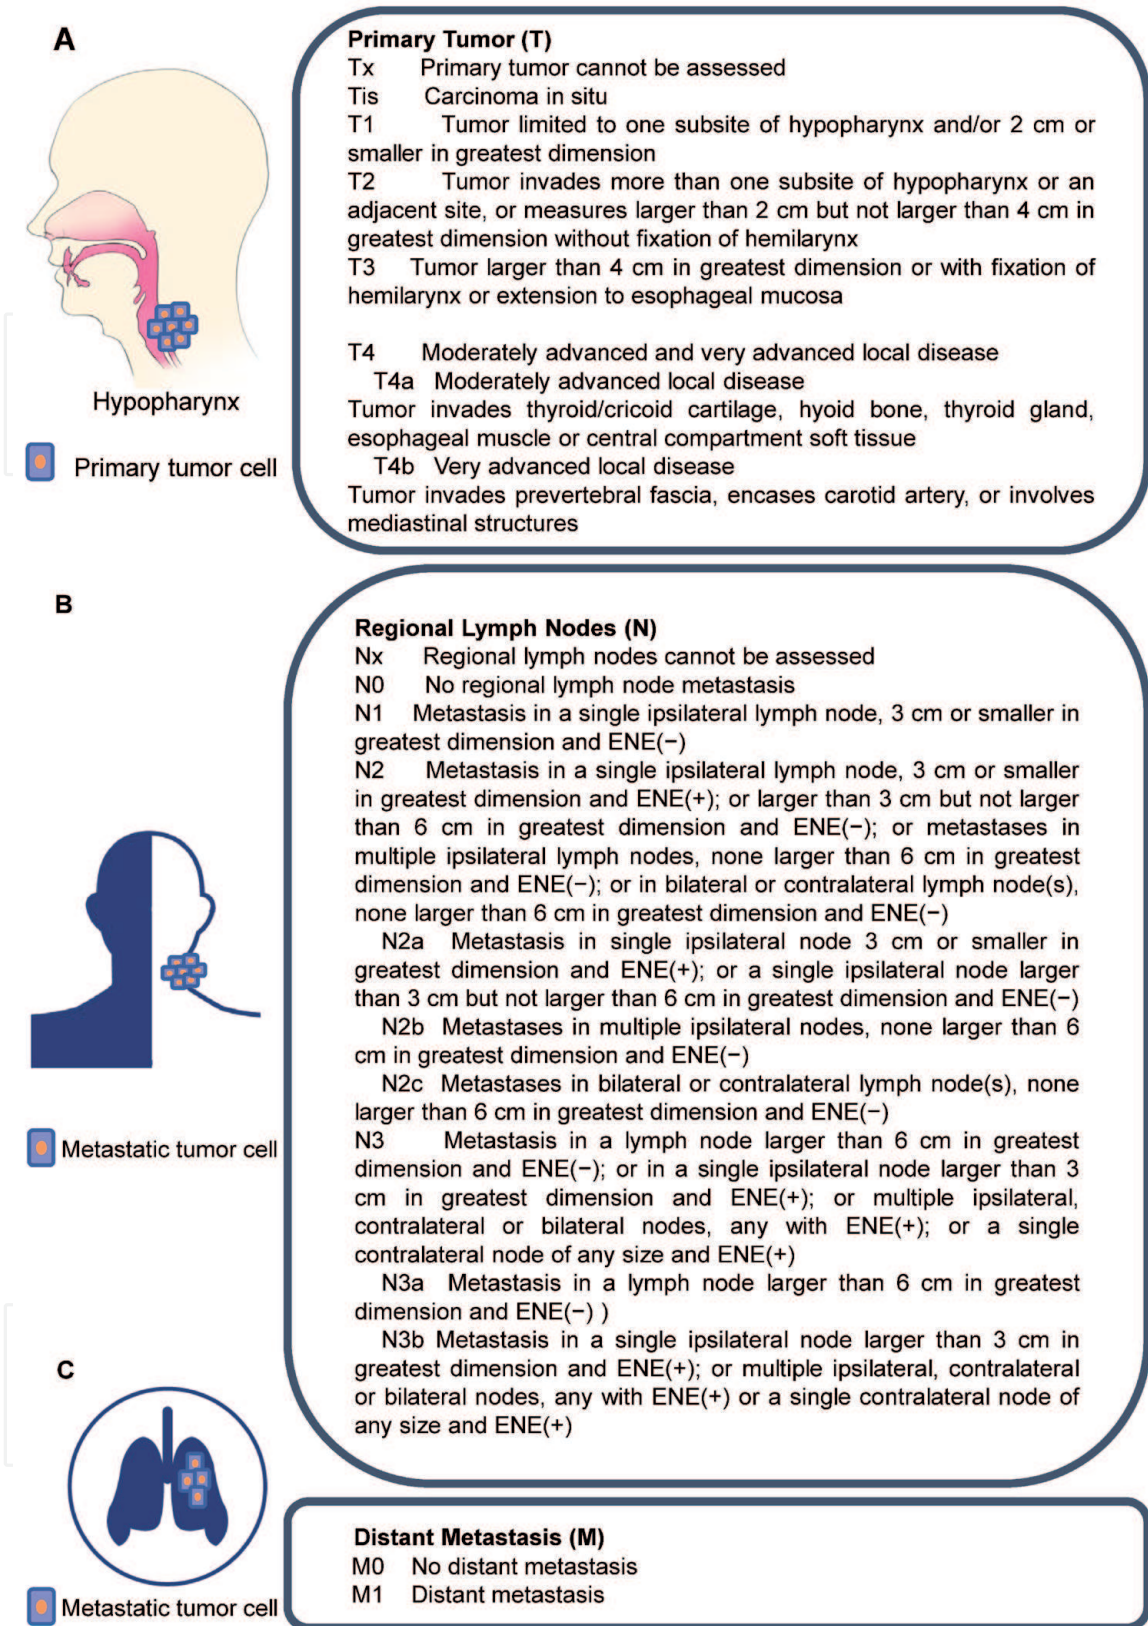 A
Primary Tumor (T)
Tx Primary tumor cannot be assessed
Tis Carcinoma in situ
T1 Tumor limited to one subsite of hypopharynx and/or 2 cm or
smaller in greatest dimension
T2 Tumor invades more than one subsite of hypopharynx or an
adjacent site, or measures larger than 2 cm but not larger than 4 cm in
greatest dimension without fixation of hemilarynx
T3 Tumor larger than 4 cm in greatest dimension or with fixation of
hemilarynx or extension to esophageal mucosa
T4 Moderately advanced and very advanced local disease
T4a Moderately advanced local disease
Tumor invades thyroid/cricoid cartilage, hyoid bone, thyroid gland,
esophageal muscle or central compartment soft tissue
T4b Very advanced local disease
Tumor invades prevertebral fascia, encases carotid artery, or involves
mediastinal structures
Hypopharynx
Primary tumor cell
B
Regional Lymph Nodes (N)
Nx Regional lymph nodes cannot be assessed
N0 No regional lymph node metastasis
N1 Metastasis in a single ipsilateral lymph node, 3 cm or smaller in
greatest dimension and ENE(−)
N2 Metastasis in a single ipsilateral lymph node, 3 cm or smaller
in greatest dimension and ENE(+); or larger than 3 cm but not larger
than 6 cm in greatest dimension and ENE(−); or metastases in
multiple ipsilateral lymph nodes, none larger than 6 cm in greatest
dimension and ENE(−); or in bilateral or contralateral lymph node(s),
none larger than 6 cm in greatest dimension and ENE(−)
N2a Metastasis in single ipsilateral node 3 cm or smaller in
greatest dimension and ENE(+); or a single ipsilateral node larger
than 3 cm but not larger than 6 cm in greatest dimension and ENE(−)
N2b Metastases in multiple ipsilateral nodes, none larger than 6
cm in greatest dimension and ENE(−)
N2c Metastases in bilateral or contralateral lymph node(s), none
larger than 6 cm in greatest dimension and ENE(−)
N3 Metastasis in a lymph node larger than 6 cm in greatest
dimension and ENE(−); or in a single ipsilateral node larger than 3
cm in greatest dimension and ENE(+); or multiple ipsilateral,
contralateral or bilateral nodes, any with ENE(+); or a single
contralateral node of any size and ENE(+)
N3a Metastasis in a lymph node larger than 6 cm in greatest
dimension and ENE(−) )
N3b Metastasis in a single ipsilateral node larger than 3 cm in
greatest dimension and ENE(+); or multiple ipsilateral, contralateral
or bilateral nodes, any with ENE(+) or a single contralateral node of
any size and ENE(+)
Metastatic tumor cell
C
Distant Metastasis (M)
M0 No distant metastasis
M1 Distant metastasis
Metastatic tumor cell